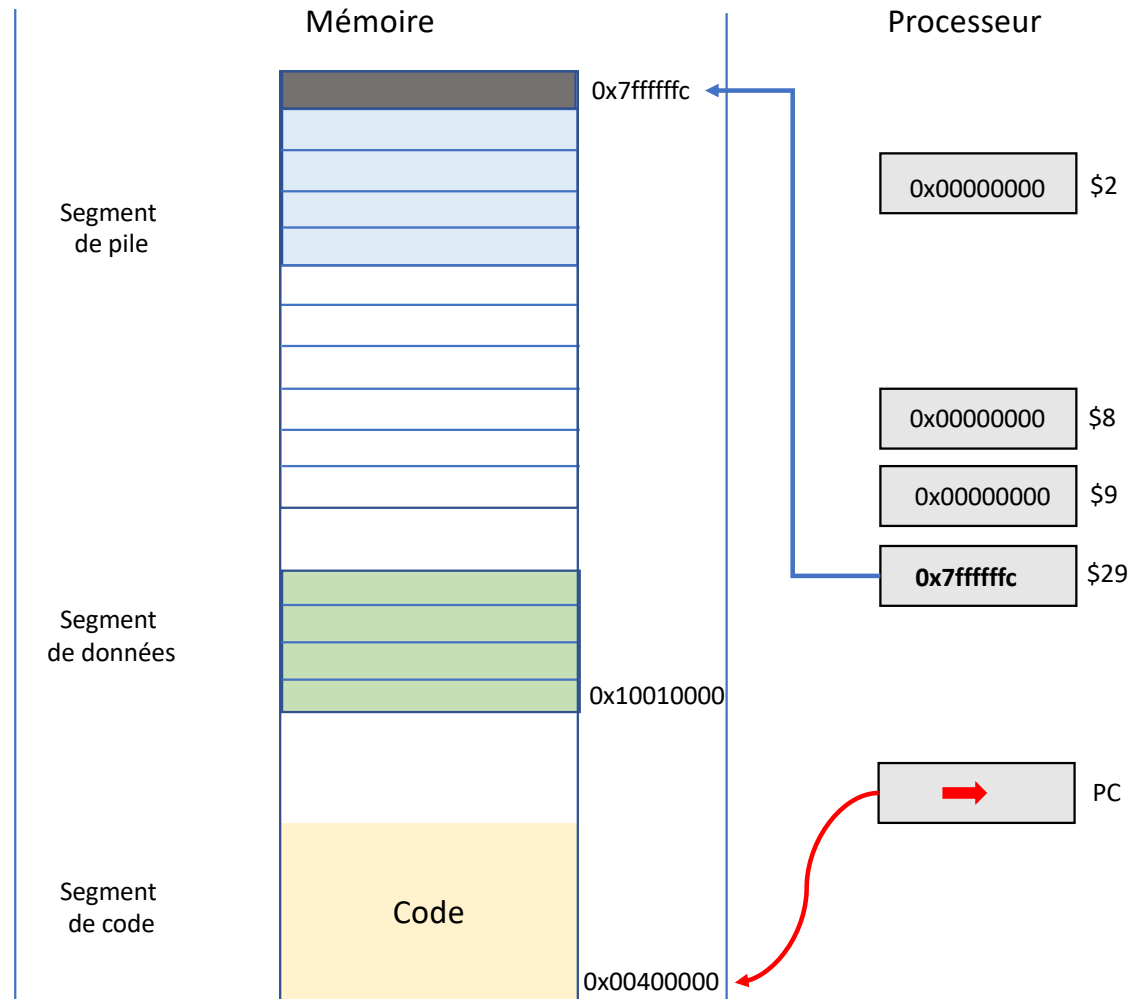 Mémoire
Processeur
0x7ffffffc
0x00000000 $2
Segment
de pile
0x00000000 $8
0x00000000 $9
0x7ffffffc $29
Segment
de données
0x10010000
PC
Segment
de code
Code
0x00400000